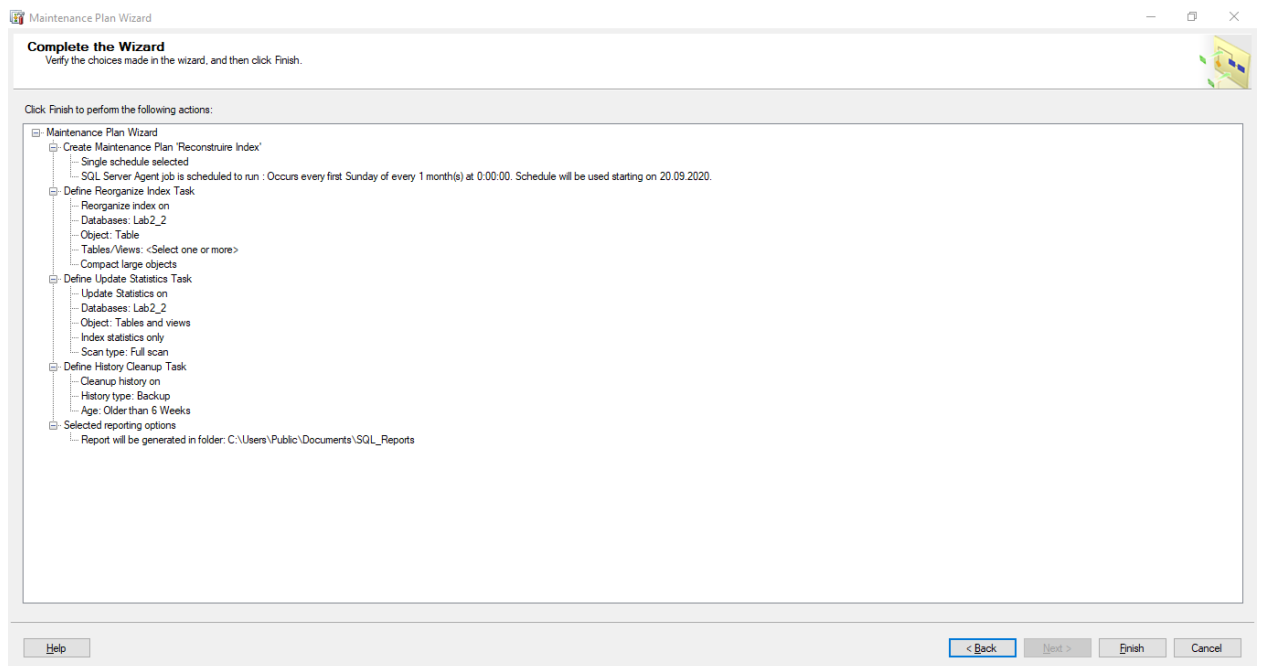 Maintenance Plan Wizard
Complete the Wizard
Verify the choices made in the wizard, and then click Finish.
Click Finish to perform the following actions:
Maintenance Plan Wizard
Create Maintenance Plan 'Reconstruire Index'
Single schedule selected
SQL Server Agent job is scheduled to run : Occurs every first Sunday of every 1 month(s) at 0:00:00. Schedule will be used starting on 20.09.2020.
Define Reorganize Index Task
Reorganize index on
Databases: Lab2_2
Object: Table
Tables/Views: <Select one or more>
Compact large objects
Define Update Statistics Task
Update Statistics on
Databases: Lab2_2
Object: Tables and views
Index statistics only
Scan type: Full scan
Define History Cleanup Task
Cleanup history on
History type: Backup
Age: Older than 6 Weeks
Selected reporting options
Report will be generated in folder: C:\Users\Public\Documents\SQL_Reports
Help < Back Next > Finish Cancel